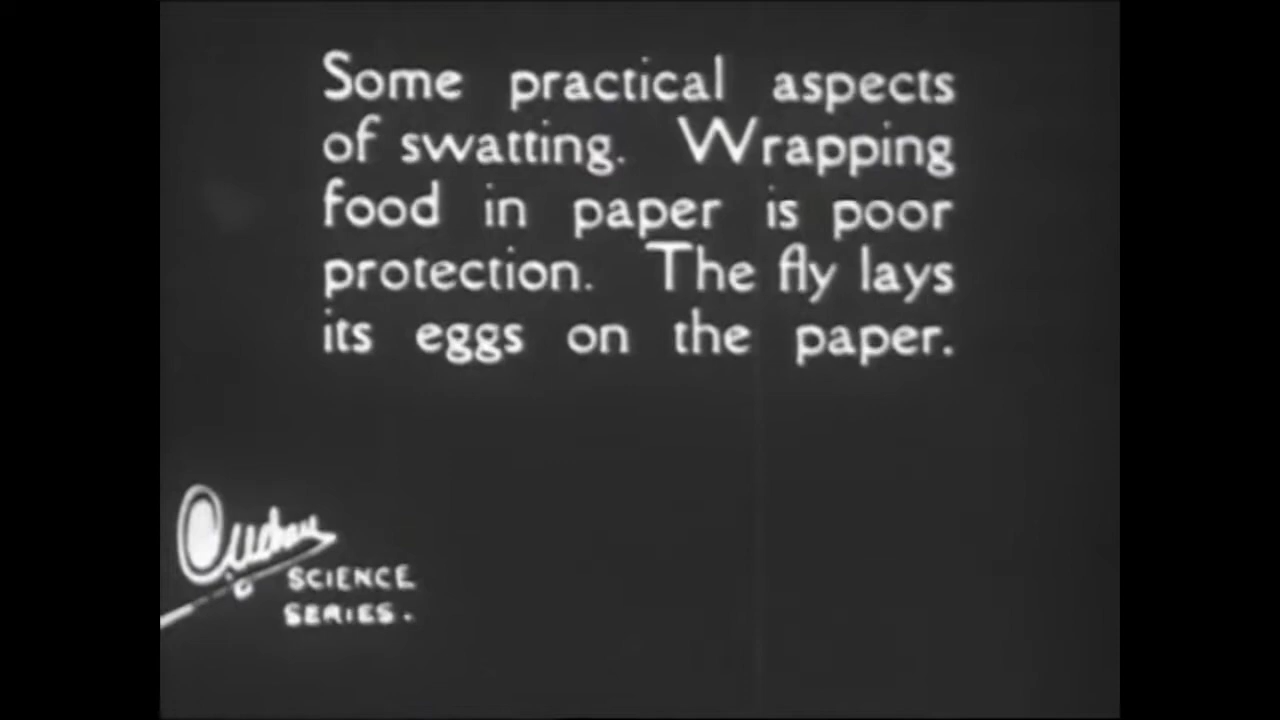 Some practical aspects
of swatting. Wrapping
food in paper is poor
protection. The fly lays
its eggs on the paper.
SCIENCE
SERIES.